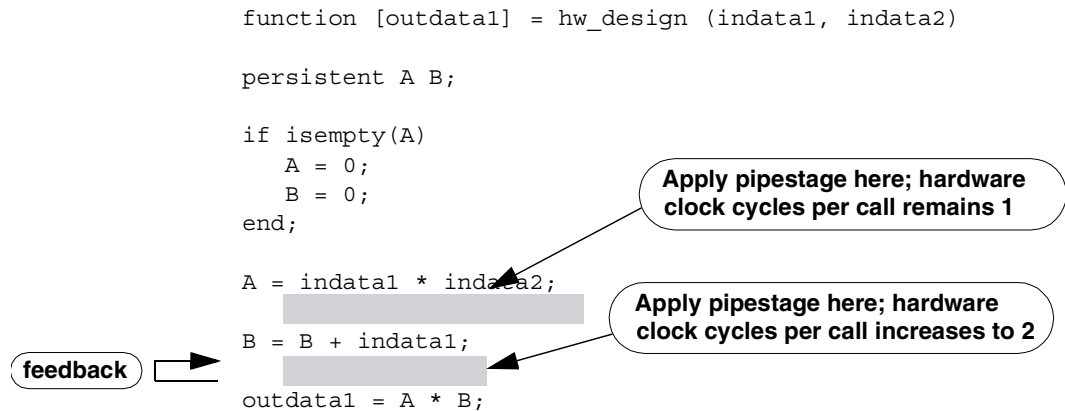 function [outdata1] = hw_design (indata1, indata2)
persistent A B;
if isempty(A)
A = 0;
B = 0;
end;
Apply pipestage here; hardware
clock cycles per call remains 1
A = indata1 * indata2;
Apply pipestage here; hardware
clock cycles per call increases to 2
B = B + indata1;
feedback
outdata1 = A * B;